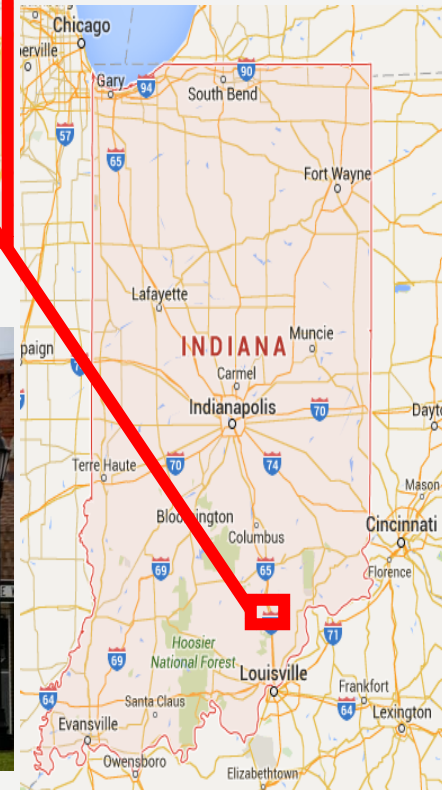 Chicago
erville
Gary
94
90
South Bend
57
65
Fort Wayne
Lafayette
paign
INDIANA
Muncie
Carmel
Indianapolis
70
Dayto
Terre Haute
70
74
Mason
Bloomington
Columbus
Cincinnati
69
65
Florence
71
Hoosier
National Forest
69
Louisville
64
Santa Claus
Frankfort
64
Lexington
Evansville
Owensboro
Elizabethtown